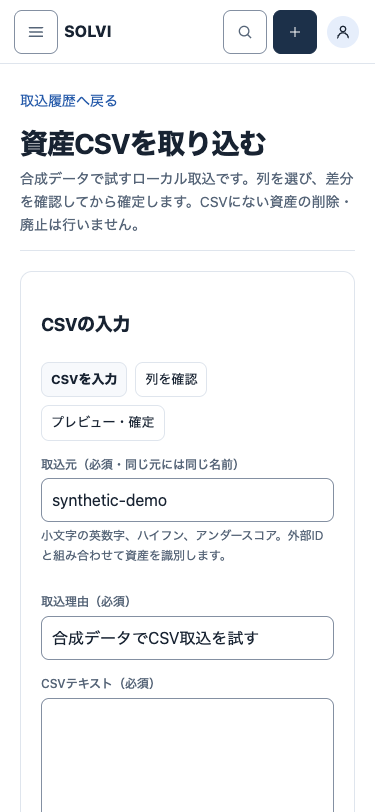 SOLVI
取込履歴へ戻る
資産CSVを取り込む
合成データで試すローカル取込です。列を選び、差分
を確認してから確定します。CSVにない資産の削除・
廃止は行いません。
CSVの入力
CSVを入力
列を確認
プレビュー・確定
取込元（必須・同じ元には同じ名前）
synthetic-demo
小文字の英数字、ハイフン、アンダースコア。外部ID
と組み合わせて資産を識別します。
取込理由（必須）
合成データでCSV取込を試す
CSVテキスト（必須）